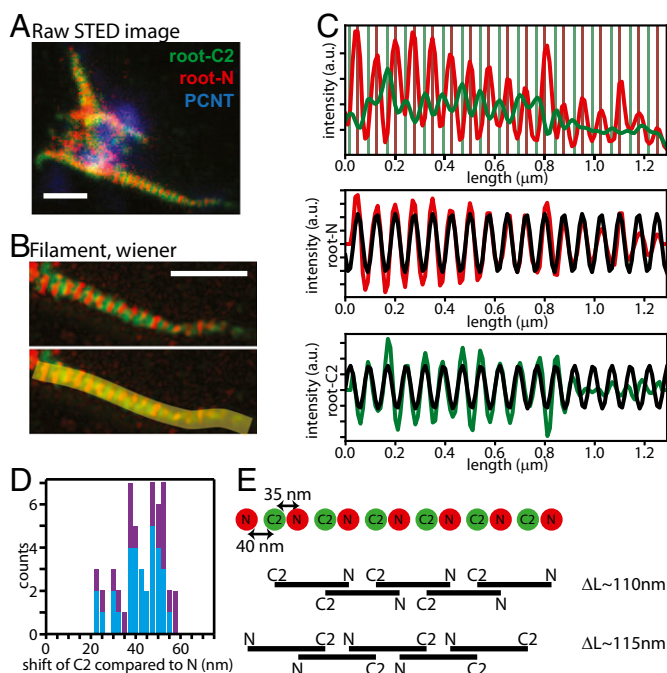 A Raw STED image
root-C2
root-N
PCNT
B Filament, wiener
C
intensity (a.u.)
0.0 0.2 0.4 0.6 0.8 1.0 1.2
length (μm)
intensity (a.u.)
root-N
0.0 0.2 0.4 0.6 0.8 1.0 1.2
length (μm)
intensity (a.u.)
root-C2
0.0 0.2 0.4 0.6 0.8 1.0 1.2
length (μm)
D
counts
6
4
2
0
0 20 40 60
shift of C2 compared to N (nm)
E
35 nm
N C2 N C2 N C2 N C2 N C2 N C2 N
40 nm
C2 N C2 N C2 N
C2 N C2 N
ΔL~110nm
N C2 N C2 N C2
N C2 N C2
ΔL~115nm